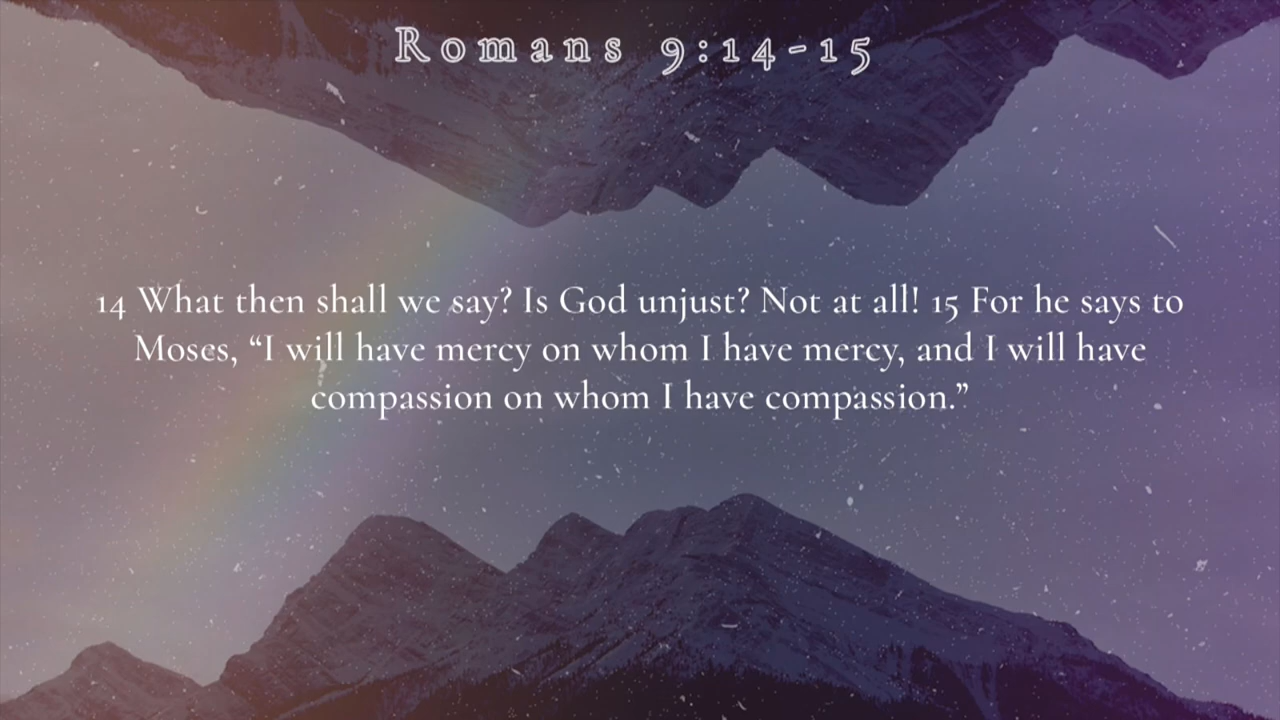 Romans 9:14-15
14 What then shall we say? Is God unjust? Not at all! 15 For he says to
Moses, “I will have mercy on whom I have mercy, and I will have
compassion on whom I have compassion.”